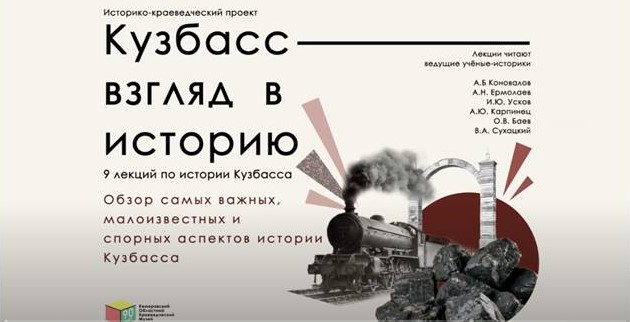 Историко-краеведческий проект
Кузбасс
взгляд в
историю
9 лекций по истории Кузбасса
Обзор самых важных,
малоизвестных и
спорных аспектов истории
Кузбасса
Лекции читают
ведущие учёные-историки
А.Б Коновалов
А.Н. Ермолаев
И.Ю. Усков
А.Ю. Карпинец
О.В. Баев
В.А. Сухацкий
90
Кемеровский
Областной
Краеведческий
Музей